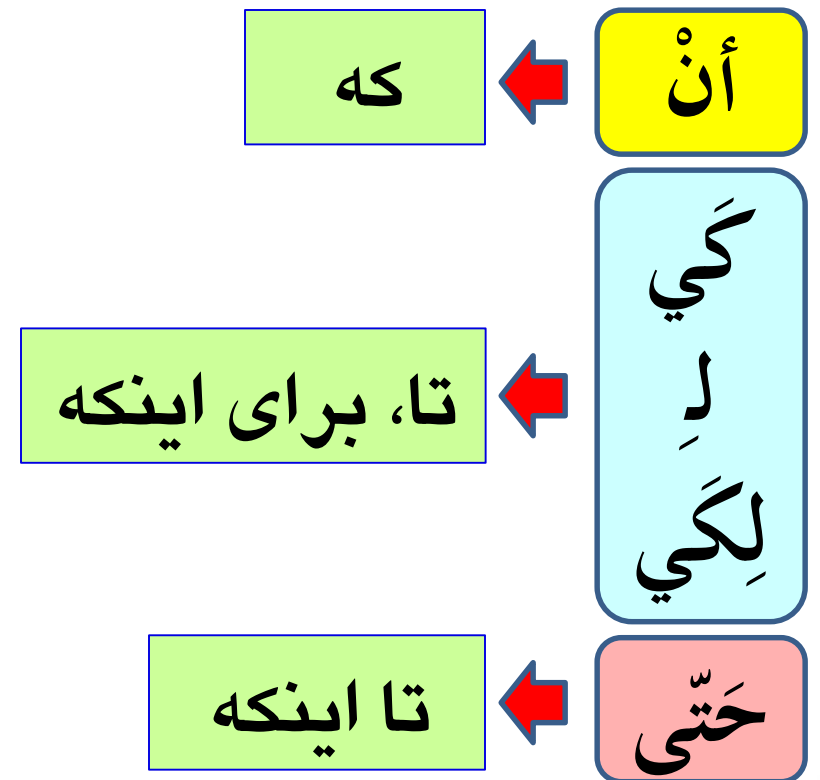 أنْ
که
كَي
لِـ
لِكَي
تا، برای اینکه
حَتّی
تا اینکه